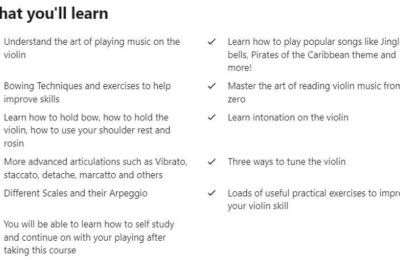 hat you'll learn
Understand the art of playing music on the
violin
Bowing Techniques and exercises to help
improve skills
Learn how to hold bow, how to hold the
violin, how to use your shoulder rest and
rosin
More advanced articulations such as Vibrato,
staccato, detache, marcatto and others
Different Scales and their Arpeggio
You will be able to learn how to self study
and continue on with your playing after
taking this course
Learn how to play popular songs like Jingl
bells, Pirates of the Caribbean theme and
more!
Master the art of reading violin music from
zero
Learn intonation on the violin
Three ways to tune the violin
Loads of useful practical exercises to impro
your violin skill